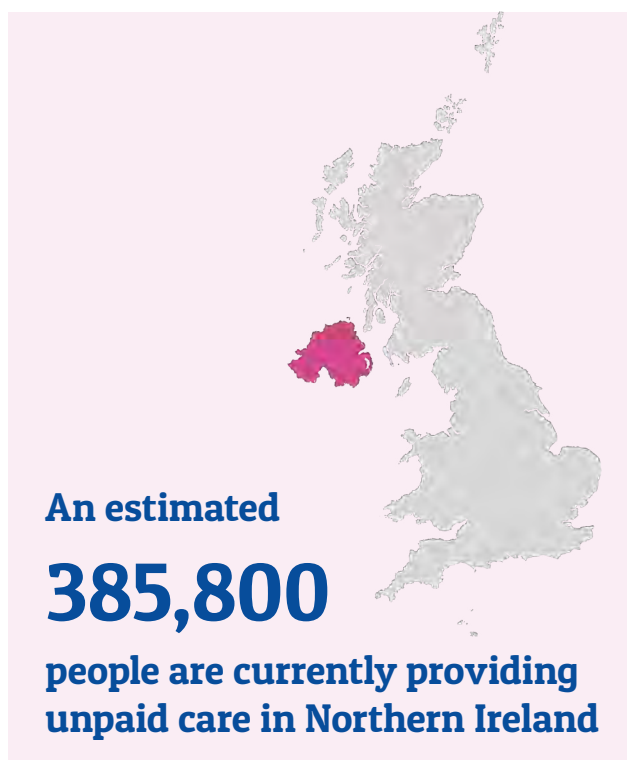 An estimated
385,800
people are currently providing
unpaid care in Northern Ireland